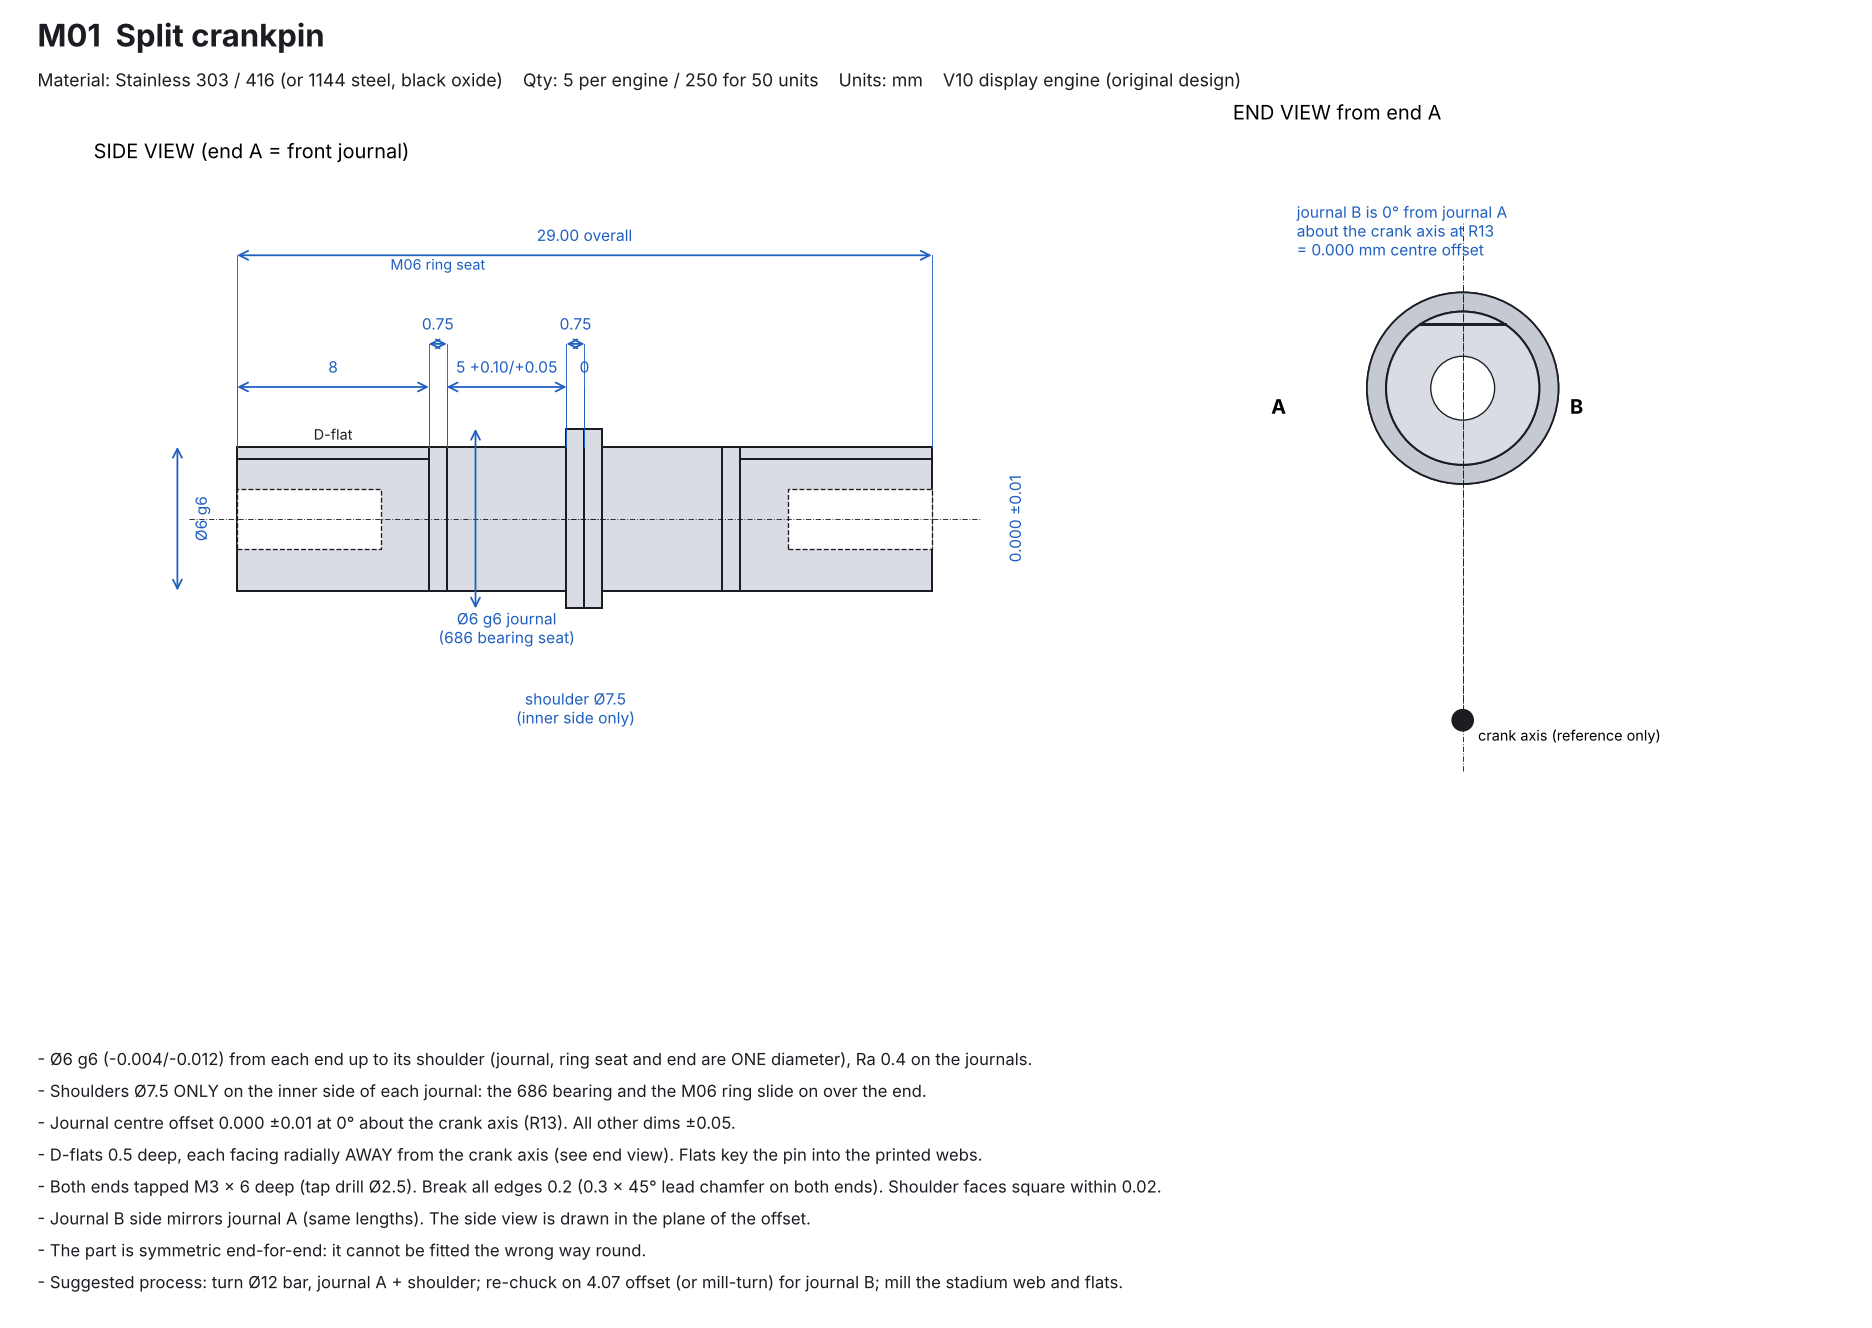 M01 Split crankpin
Material: Stainless 303 / 416 (or 1144 steel, black oxide) Qty: 5 per engine / 250 for 50 units Units: mm V10 display engine (original design)
END VIEW from end A
SIDE VIEW (end A = front journal)
journal B is 0° from journal A
about the crank axis at R13
= 0.000 mm centre offset
29.00 overall
M06 ring seat
0.75
0.75
8
5 +0.10/+0.05
0
D-flat
Ø6 g6
0.000 ±0.01
A
B
Ø6 g6 journal
(686 bearing seat)
shoulder Ø7.5
(inner side only)
crank axis (reference only)
- Ø6 g6 (-0.004/-0.012) from each end up to its shoulder (journal, ring seat and end are ONE diameter), Ra 0.4 on the journals.
- Shoulders Ø7.5 ONLY on the inner side of each journal: the 686 bearing and the M06 ring slide on over the end.
- Journal centre offset 0.000 ±0.01 at 0° about the crank axis (R13). All other dims ±0.05.
- D-flats 0.5 deep, each facing radially AWAY from the crank axis (see end view). Flats key the pin into the printed webs.
- Both ends tapped M3 × 6 deep (tap drill Ø2.5). Break all edges 0.2 (0.3 × 45° lead chamfer on both ends). Shoulder faces square within 0.02.
- Journal B side mirrors journal A (same lengths). The side view is drawn in the plane of the offset.
- The part is symmetric end-for-end: it cannot be fitted the wrong way round.
- Suggested process: turn Ø12 bar, journal A + shoulder; re-chuck on 4.07 offset (or mill-turn) for journal B; mill the stadium web and flats.